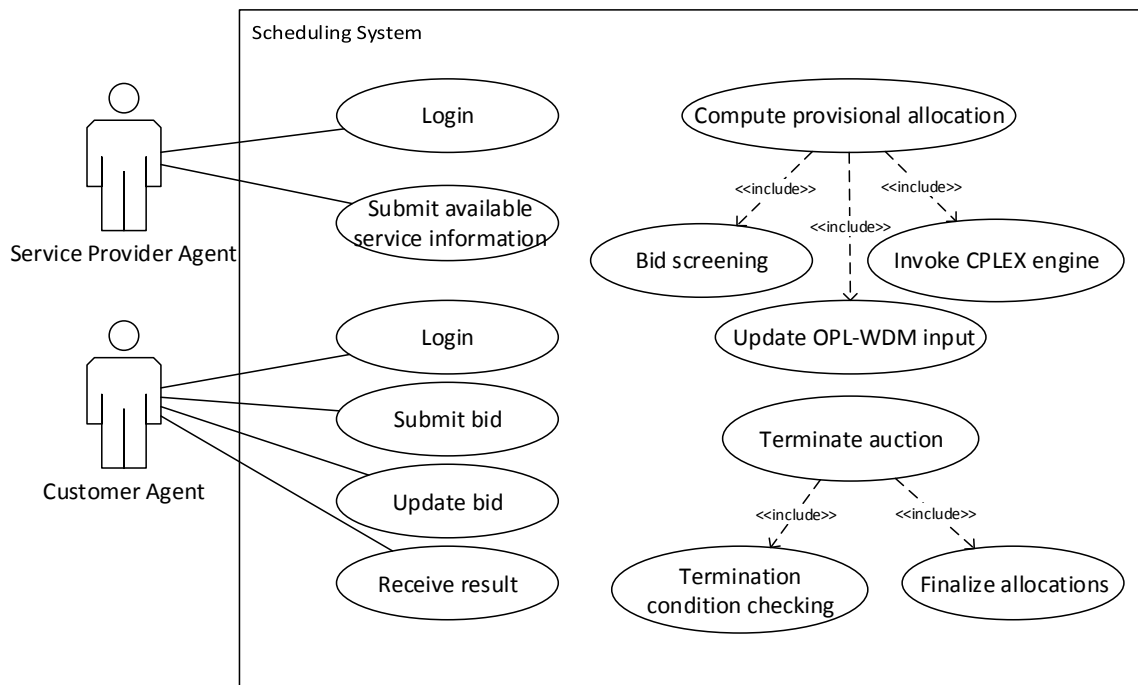 Scheduling System
Login
Submit available
service information
Service Provider Agent
Login
Submit bid
Update bid
Receive result
Customer Agent
Compute provisional allocation
<<include>>
<<include>>
<<include>>
Bid screening
Invoke CPLEX engine
Update OPL-WDM input
Terminate auction
<<include>>
<<include>>
Termination
condition checking
Finalize allocations